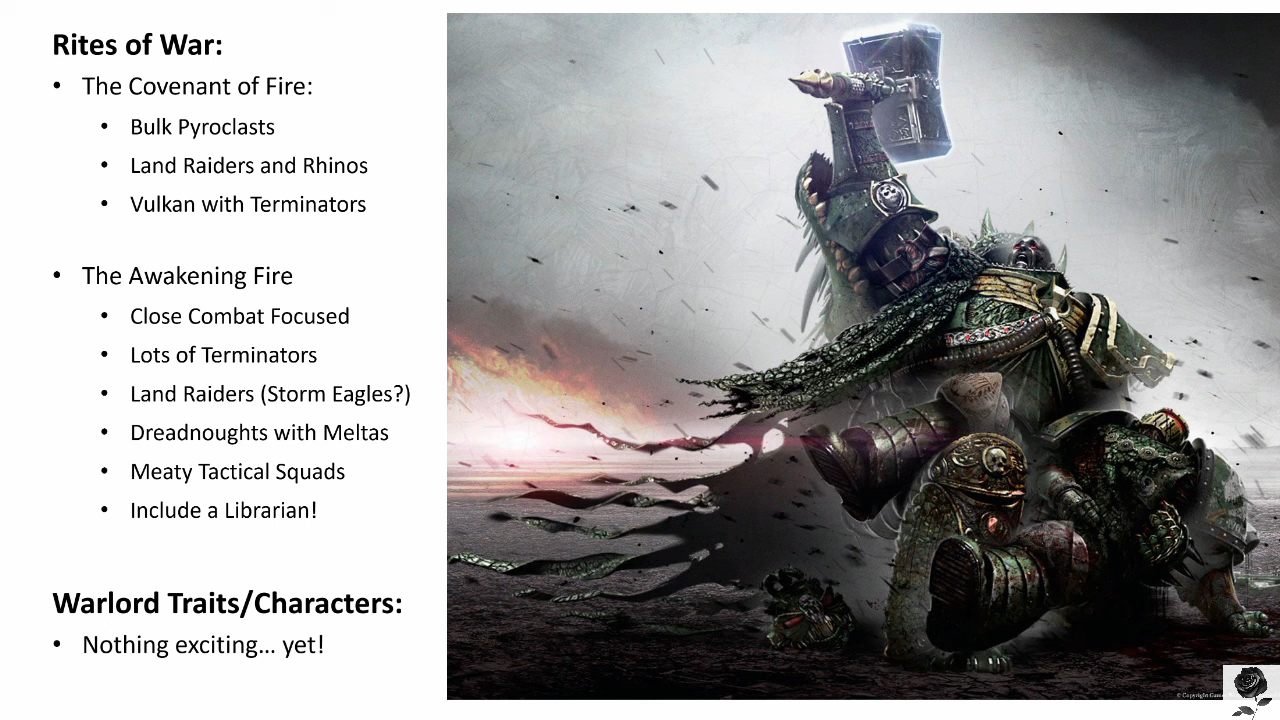 Rites of War:
• The Covenant of Fire:
• Bulk Pyroclasts
• Land Raiders and Rhinos
• Vulkan with Terminators
• The Awakening Fire
• Close Combat Focused
• Lots of Terminators
• Land Raiders (Storm Eagles?)
• Dreadnoughts with Meltas
• Meaty Tactical Squads
• Include a Librarian!
Warlord Traits/Characters:
• Nothing exciting... yet!
© Copyright Games